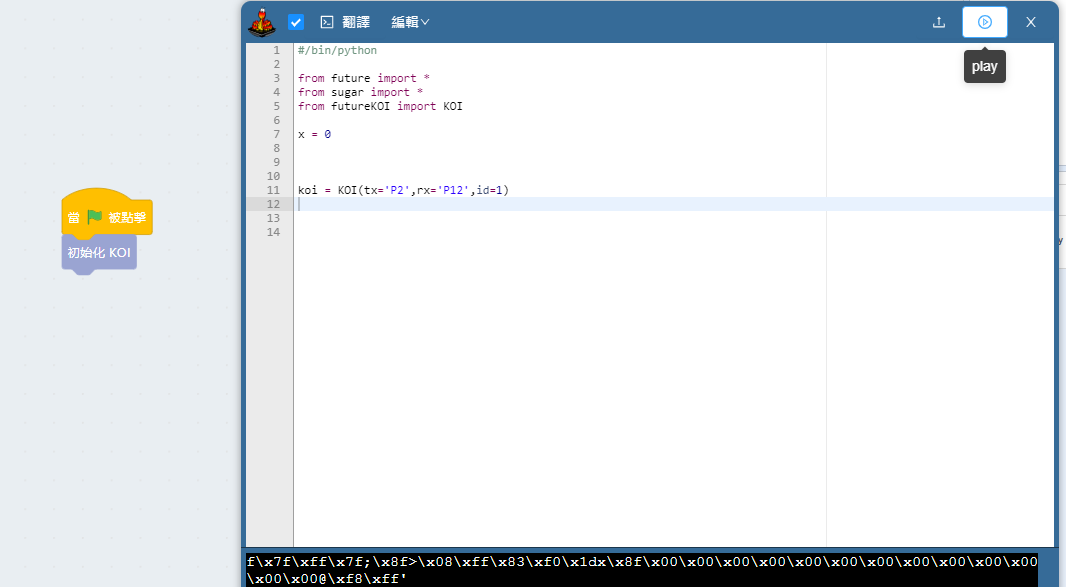 翻譯 編輯
play
1 #/bin/python
2
3 from future import *
4 from sugar import *
5 from futureKOI import KOI
6
7 x = 0
8
9
10
11 koi = KOI(tx='P2',rx='P12',id=1)
12
13
14
當 被點擊
初始化 KOI
y
f\x7f\xff\x7f;\x8f>\x08\xff\x83\xf0\x1dx\x8f\x00\x00\x00\x00\x00\x00\x00\x00\x00\x00\x00
\x00\x00@\xf8\xff'